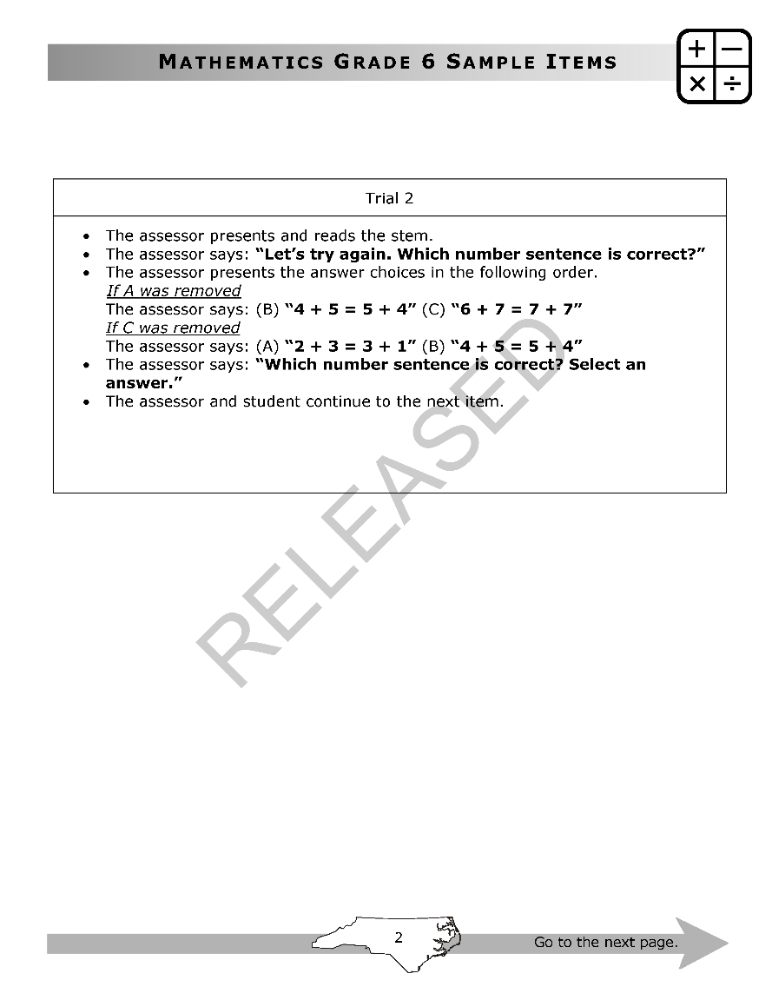 MATHEMATICS GRADE 6 SAMPLE ITEMS
+ −
× ÷
Trial 2
• The assessor presents and reads the stem.
• The assessor says: “Let’s try again. Which number sentence is correct?”
• The assessor presents the answer choices in the following order.
If A was removed
The assessor says: (B) “4 + 5 = 5 + 4” (C) “6 + 7 = 7 + 7”
If C was removed
The assessor says: (A) “2 + 3 = 3 + 1” (B) “4 + 5 = 5 + 4”
• The assessor says: “Which number sentence is correct? Select an
answer.”
• The assessor and student continue to the next item.
RELEASED
2
Go to the next page.